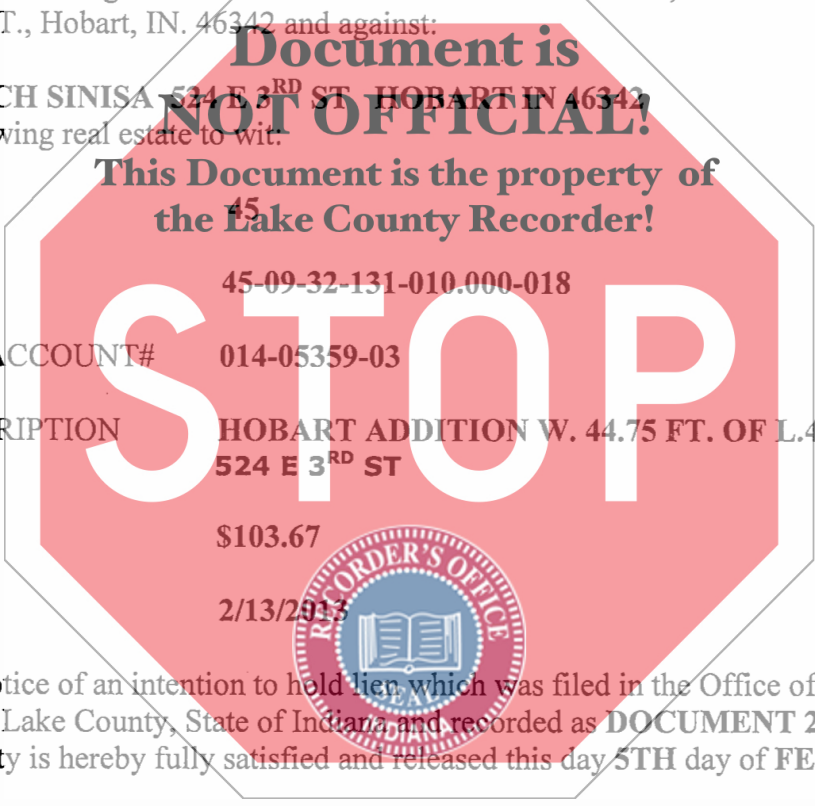 T., Hobart, IN. 46342 and against:
Document is
CH SINISA 524 E 3RD ST HOBART IN 46342
NOT OFFICIAL!
wing real estate to wit:
This Document is the property of
45
the Lake County Recorder!
45-09-32-131-010.000-018
STOP
ACCOUNT# 014-05359-03
RIPTION HOBART ADDITION W. 44.75 FT. OF L.4
524 E 3RD ST
$103.67
RECORDER'S OFFICE
2/13/2013
SEAL
INDIANA
tice of an intention to hold lien which was filed in the Office of
Lake County, State of Indiana and recorded as DOCUMENT 2
ty is hereby fully satisfied and released this day 5TH day of FE